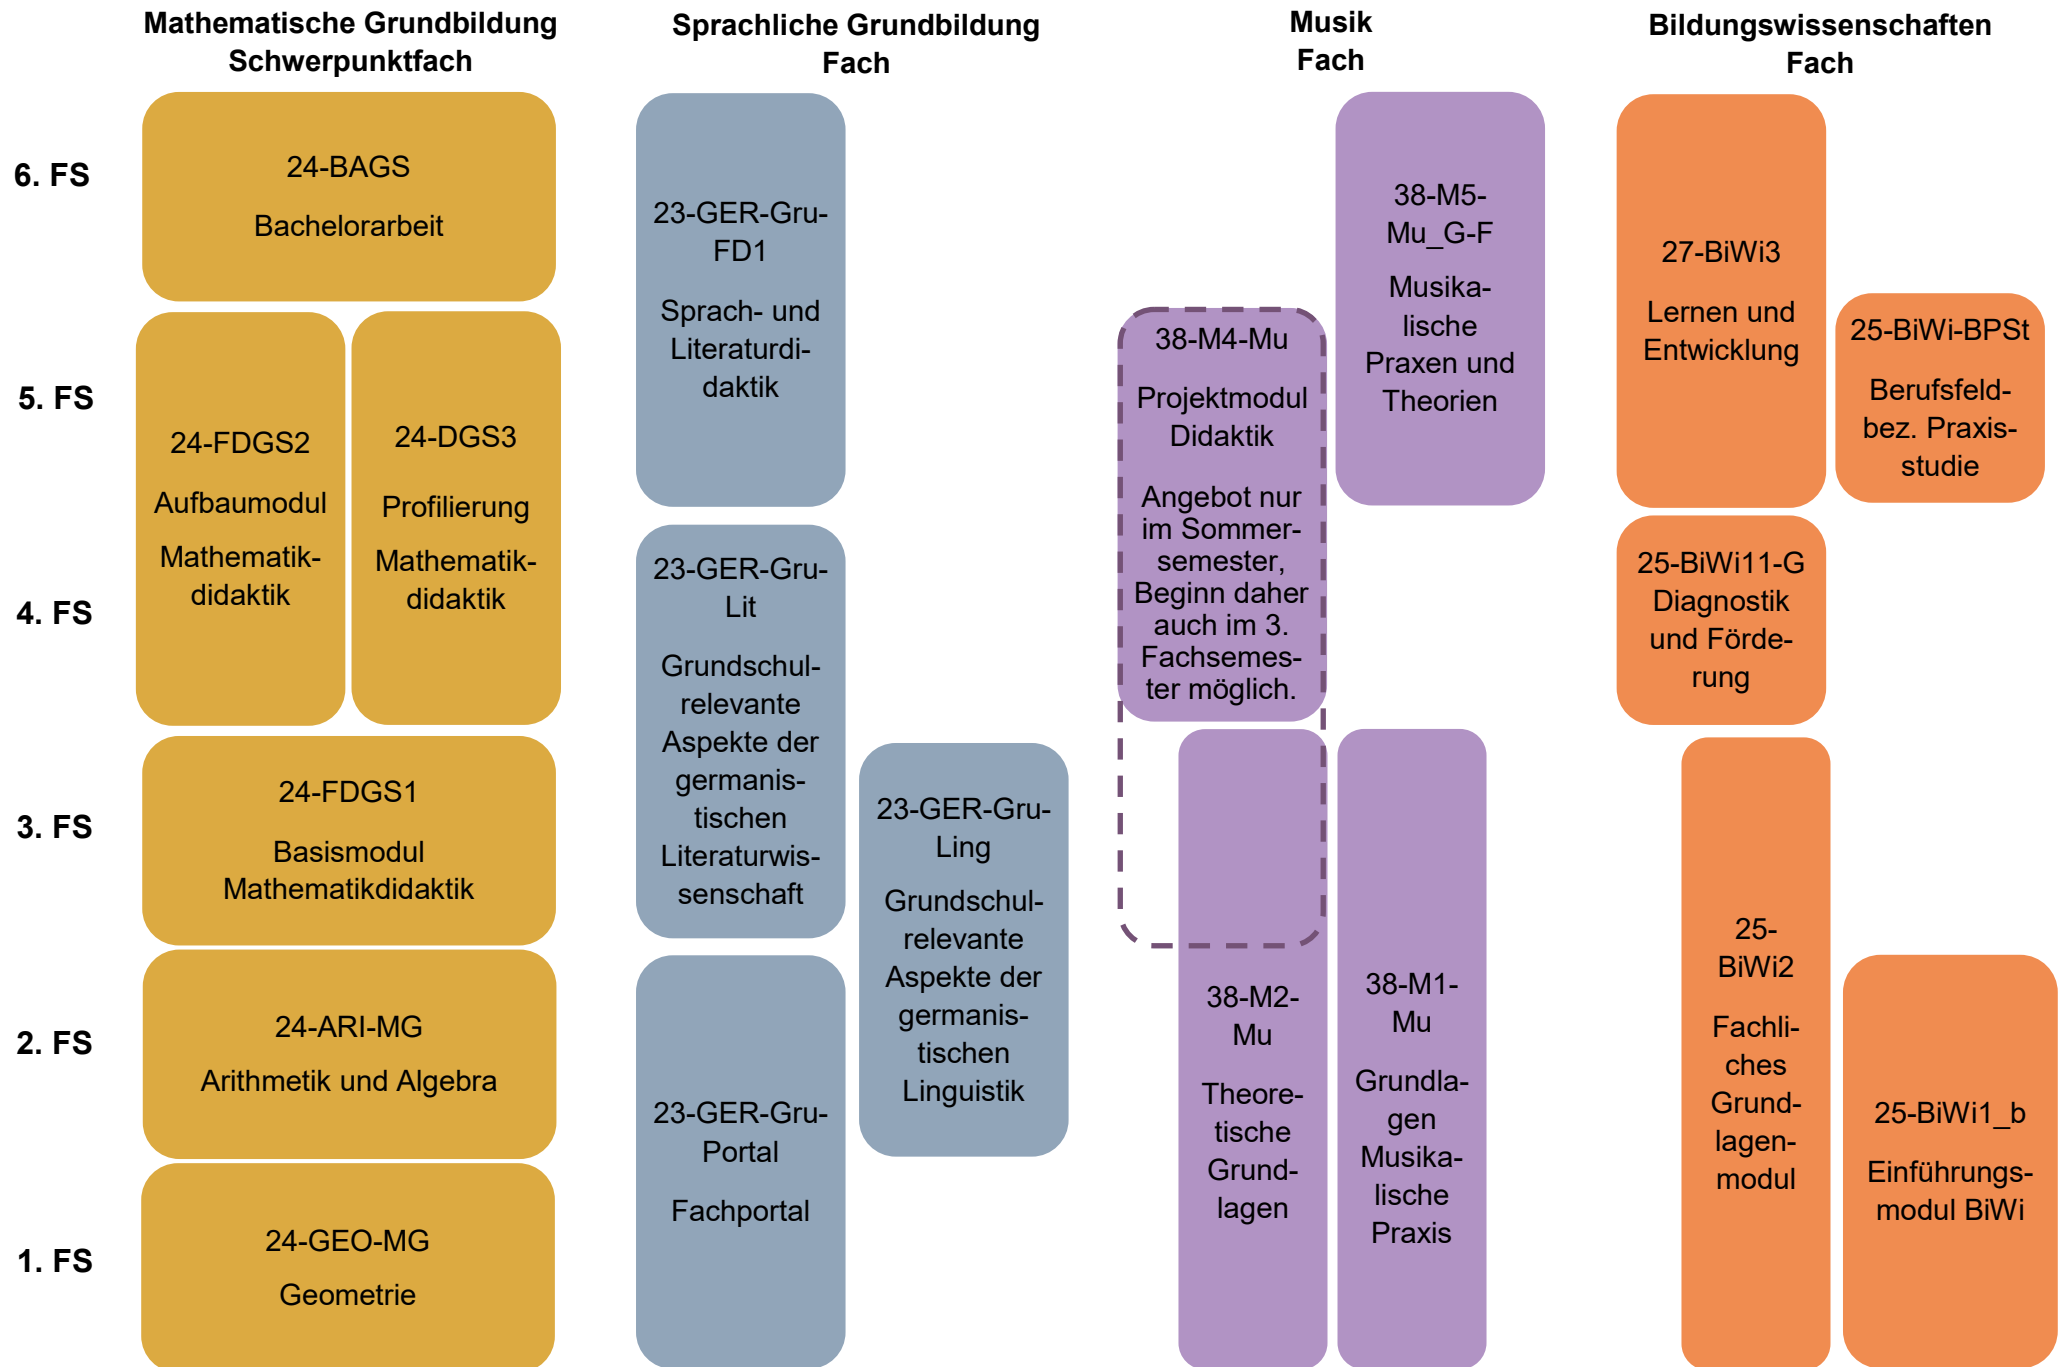 Mathematische Grundbildung
Schwerpunktfach
Sprachliche Grundbildung
Fach
Musik
Fach
Bildungswissenschaften
Fach
6. FS
5. FS
4. FS
3. FS
2. FS
1. FS
24-BAGS
Bachelorarbeit
24-FDGS2
Aufbaumodul
Mathematik-
didaktik
24-DGS3
Profilierung
Mathematik-
didaktik
24-FDGS1
Basismodul
Mathematikdidaktik
24-ARI-MG
Arithmetik und Algebra
24-GEO-MG
Geometrie
23-GER-Gru-
FD1
Sprach- und
Literaturdi-
daktik
23-GER-Gru-
Lit
Grundschul-
relevante
Aspekte der
germanis-
tischen
Literaturwis-
senschaft
23-GER-Gru-
Ling
Grundschul-
relevante
Aspekte der
germanis-
tischen
Linguistik
23-GER-Gru-
Portal
Fachportal
38-M5-
Mu_G-F
Musika-
lische
Praxen und
Theorien
38-M4-Mu
Projektmodul
Didaktik
Angebot nur
im Sommer-
semester,
Beginn daher
auch im 3.
Fachsemes-
ter möglich.
38-M2-
Mu
Theore-
tische
Grund-
lagen
38-M1-
Mu
Grundla-
gen
Musika-
lische
Praxis
27-BiWi3
Lernen und
Entwicklung
25-BiWi-BPSt
Berufsfeld-
bez. Praxis-
studie
25-BiWi11-G
Diagnostik
und Förde-
rung
25-
BiWi2
Fachli-
ches
Grund-
lagen-
modul
25-BiWi1_b
Einführungs-
modul BiWi